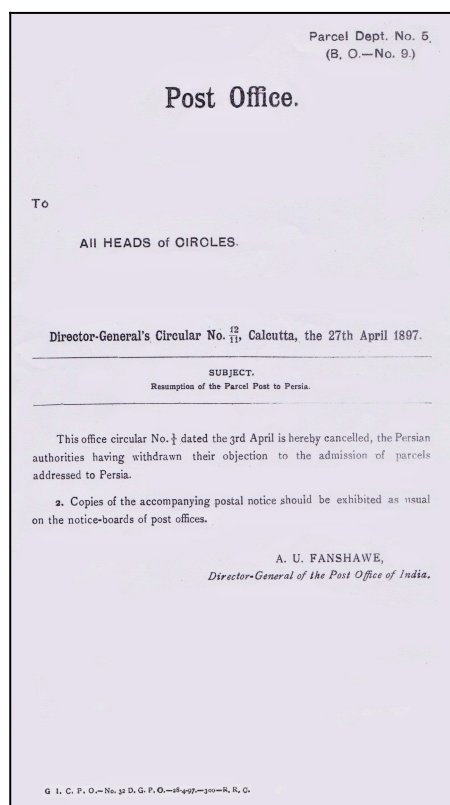 Parcel Dept. No. 5.
(B. O.—No. 9.)
Post Office.
To
All HEADS of CIRCLES.
Director-General's Circular No. 12/11, Calcutta, the 27th April 1897.
SUBJECT.
Resumption of the Parcel Post to Persia.
This office circular No. dated the 3rd April is hereby cancelled, the Persian
authorities having withdrawn their objection to the admission of parcels
addressed to Persia.
2. Copies of the accompanying postal notice should be exhibited as usual
on the notice-boards of post offices.
A. U. FANSHAWE,
Director-General of the Post Office of India.
G I. C. P. O.—No. 32 D. G. P. O.—28-4-97.—300—R. R. C.